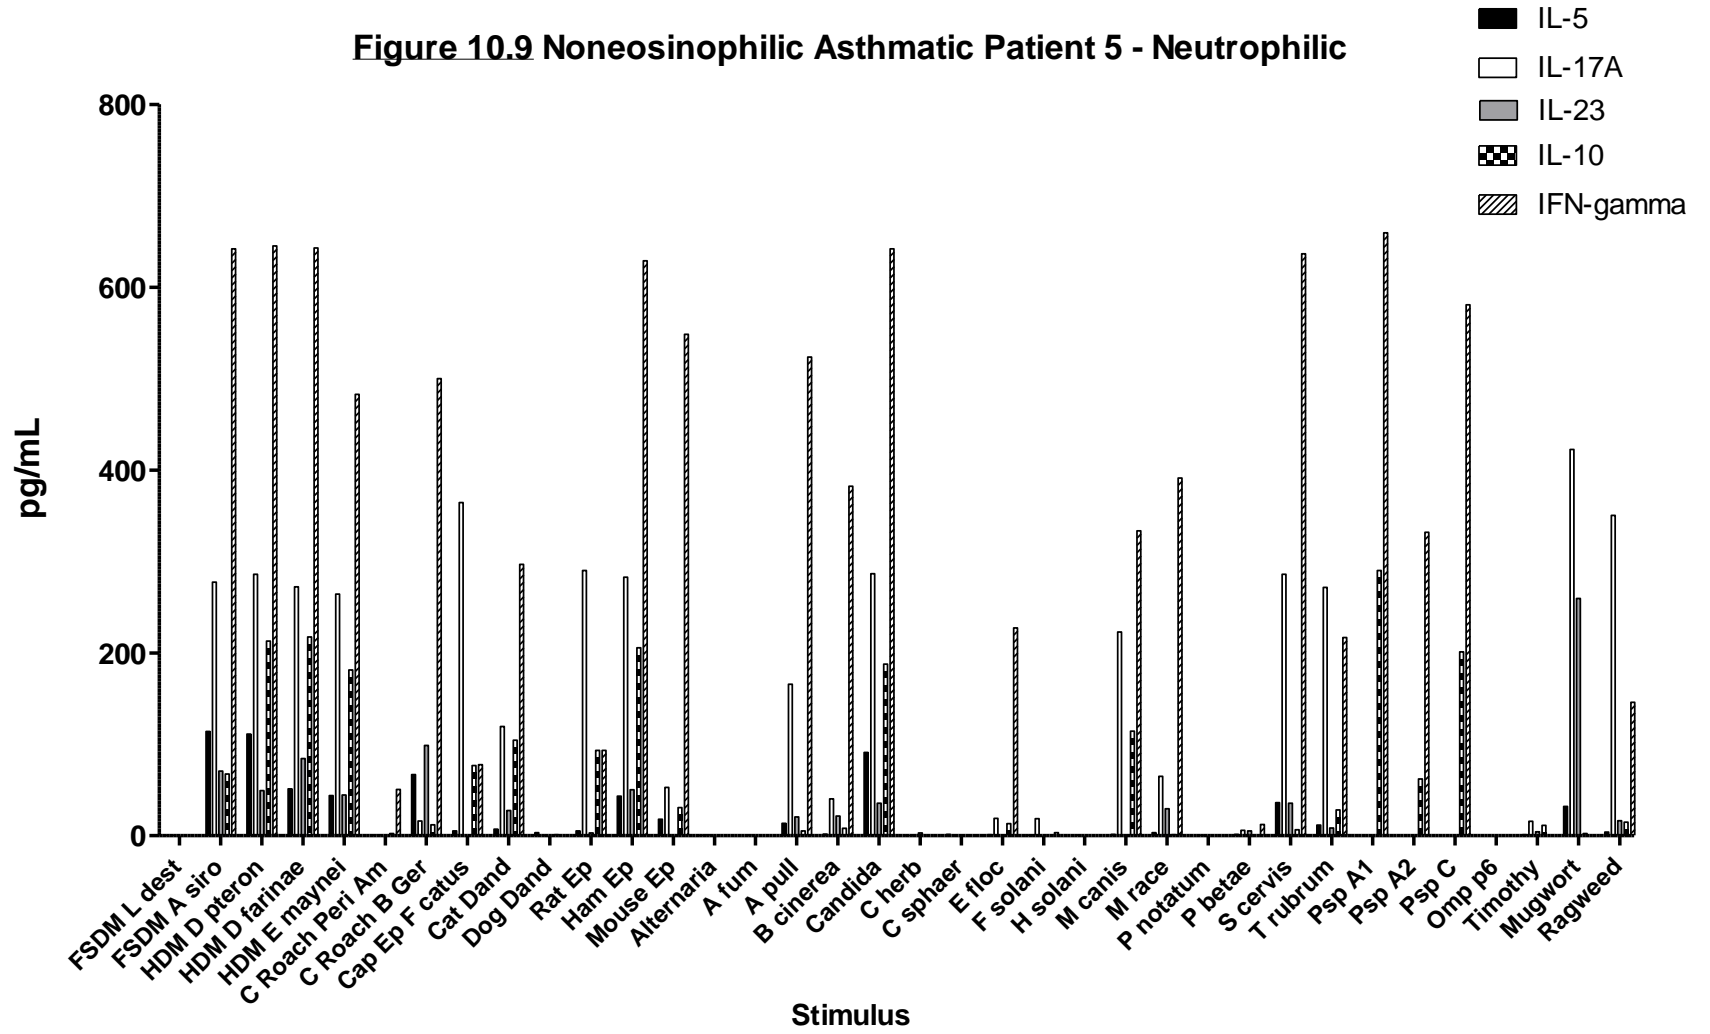 IL-5
Figure 10.9 Noneosinophilic Asthmatic Patient 5 - Neutrophilic
IL-17A
IL-23
IL-10
IFN-gamma
800
600
400
200
0
pg/mL
FSDM L dest
FSDM A siro
HDM D pteron
HDM D farinae
HDM E maynei
C Roach Peri Am
C Roach B Ger
Cap Ep F catus
Cat Dand
Dog Dand
Rat Ep
Ham Ep
Mouse Ep
Alternaria
A fum
A pull
B cinerea
Candida
C herb
C sphaer
E floc
F solani
H solani
M canis
M race
P notatum
P betae
S cervis
T rubrum
Psp A1
Psp A2
Psp C
Omp p6
Timothy
Mugwort
Ragweed
Stimulus